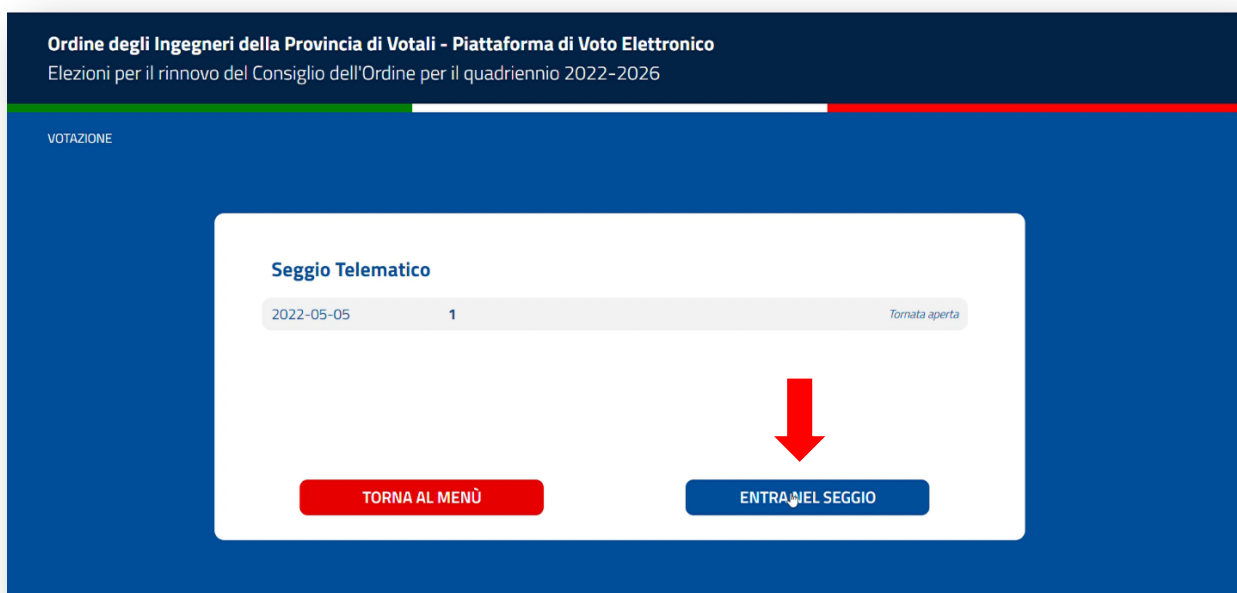 Ordine degli Ingegneri della Provincia di Votali - Piattaforma di Voto Elettronico
Elezioni per il rinnovo del Consiglio dell'Ordine per il quadriennio 2022-2026
VOTAZIONE
Seggio Telematico
2022-05-05 1 Tornata aperta
TORNA AL MENÙ ENTRA NEL SEGGIO